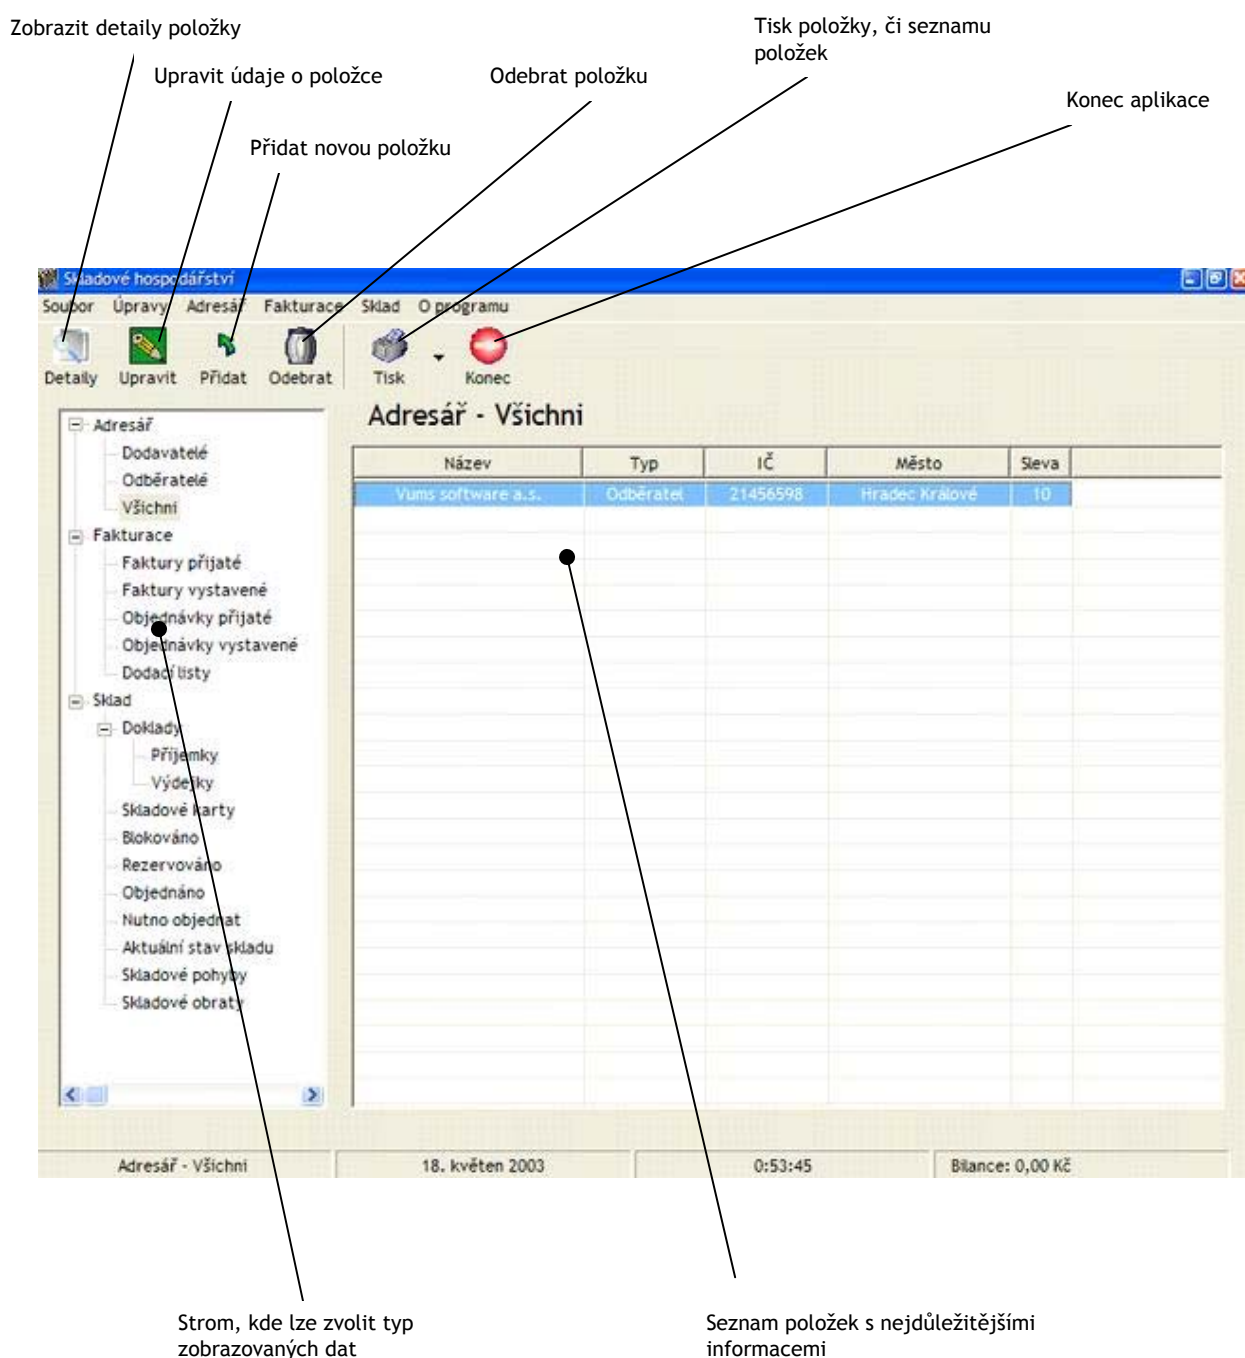 Zobrazit detaily položky
Tisk položky, či seznamu
položek
Upravit údaje o položce
Odebrat položku
Konec aplikace
Přidat novou položku
Skladové hospodářství
Soubor Úpravy Adresář Fakturace Sklad O programu
Detaily Upravit Přidat Odebrat Tisk Konec
Adresář - Všichni
Adresář
Dodavatelé
Odběratelé
Všichni
Fakturace
Faktury přijaté
Faktury vystavené
Objednávky přijaté
Objednávky vystavené
Dodací listy
Sklad
Doklady
Příjemky
Výdejky
Skladové karty
Blokováno
Rezervováno
Objednáno
Nutno objednat
Aktuální stav skladu
Skladové pohyby
Skladové obraty
Název Typ IČ Město Sleva
Vums software a.s. Odběratel 21456598 Hradec Králové 10
Adresář - Všichni 18. květen 2003 0:53:45 Bilance: 0,00 Kč
Strom, kde lze zvolit typ
zobrazovaných dat
Seznam položek s nejdůležitějšími
informacemi